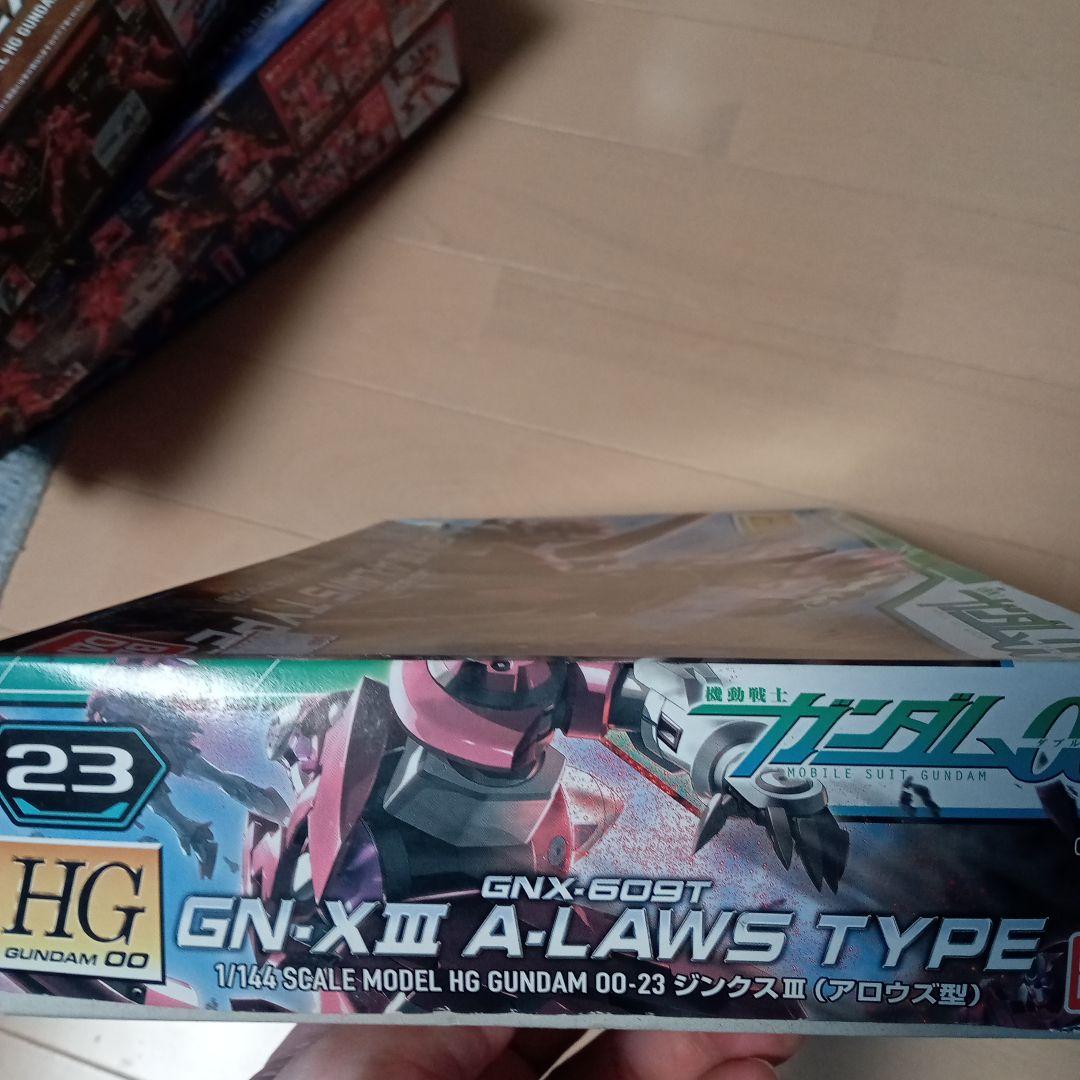 HG GUNDAM
23
HG
GUNDAM 00
機動戦士
ガンダム00
MOBILE SUIT GUNDAM
GNX-609T
GN-XⅢ A-LAWS TYPE
1/144 SCALE MODEL HG GUNDAM 00-23 ジンクスⅢ (アロウズ型)